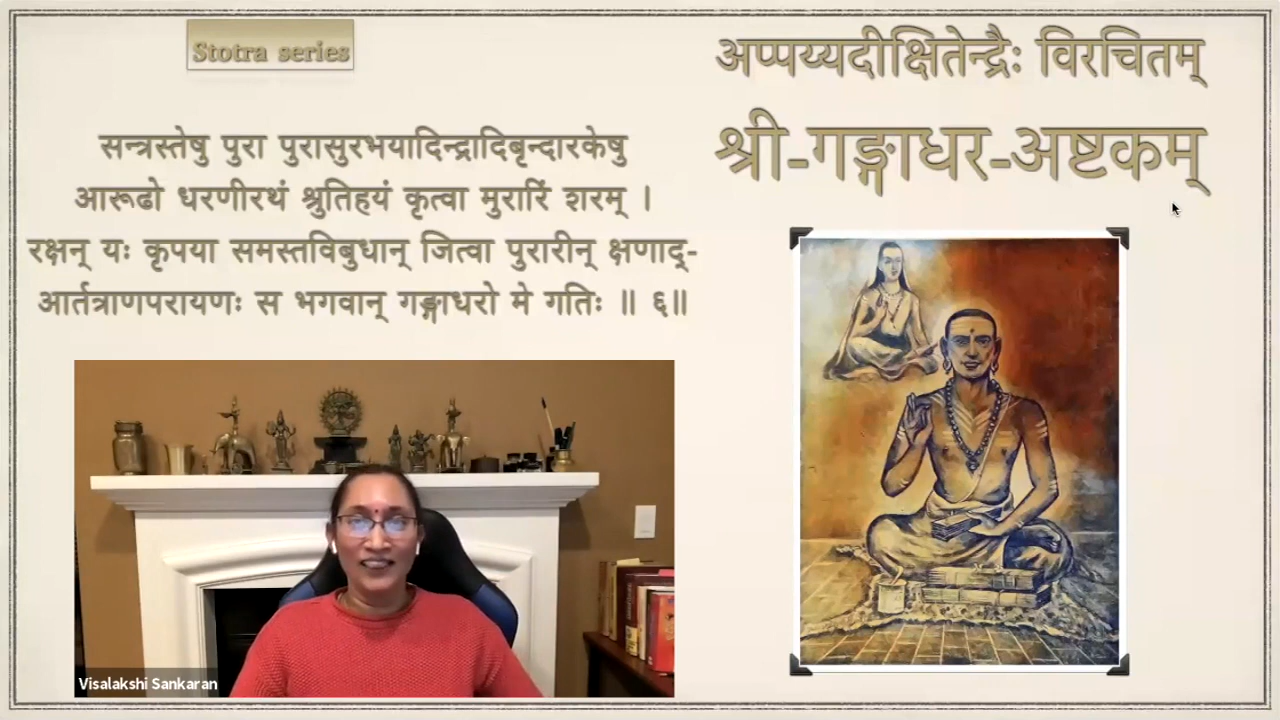 Stotra series
अप्पय्यदीक्षितेन्द्रैः विरचितम्
श्री-गङ्गाधर-अष्टकम्
सन्त्रस्तेषु पुरा पुरासुरभयादिन्द्रादिबृन्दारकेषु
आरूढो धरणीरथं श्रुतिहयं कृत्वा मुरारिं शरम् ।
रक्षन् यः कृपया समस्तविबुधान् जित्वा पुरारीन् क्षणाद्-
आर्तत्राणपरायणः स भगवान् गङ्गाधरो मे गतिः ॥ ६॥
Visalakshi Sankaran